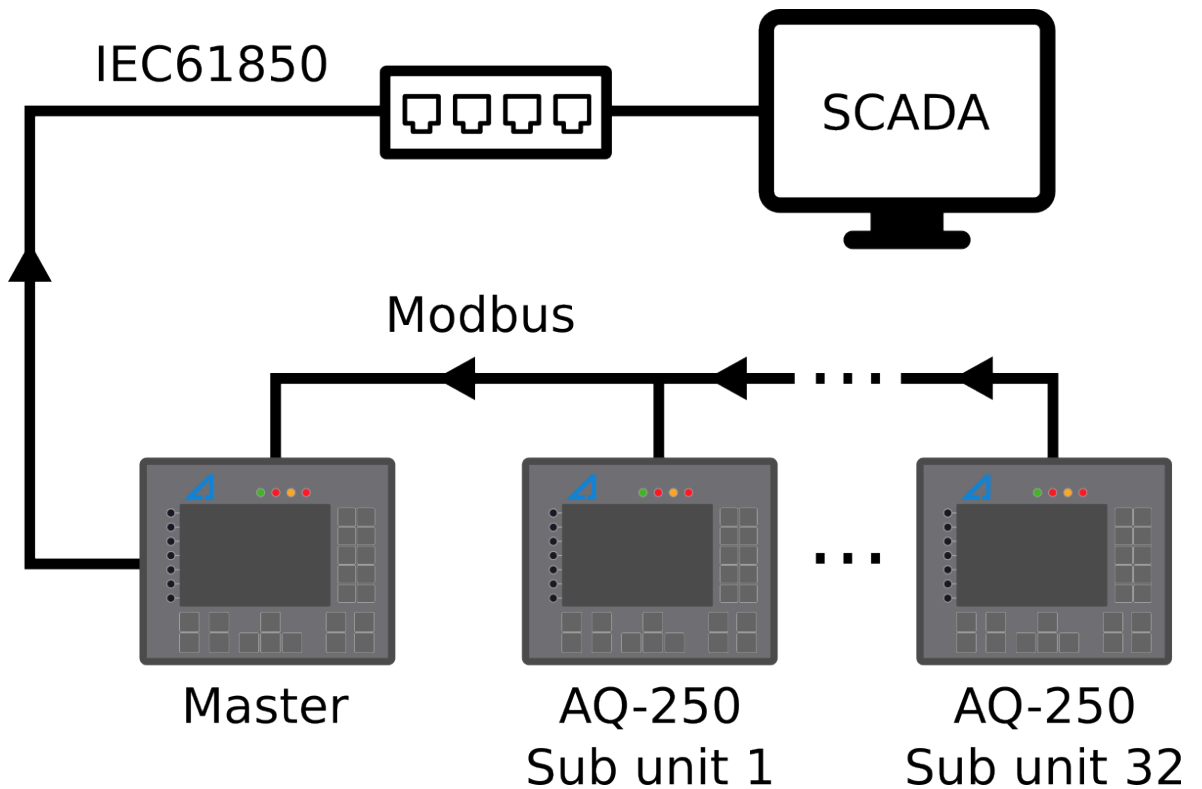 IEC61850
SCADA
Modbus
Master
AQ-250
Sub unit 1
AQ-250
Sub unit 32